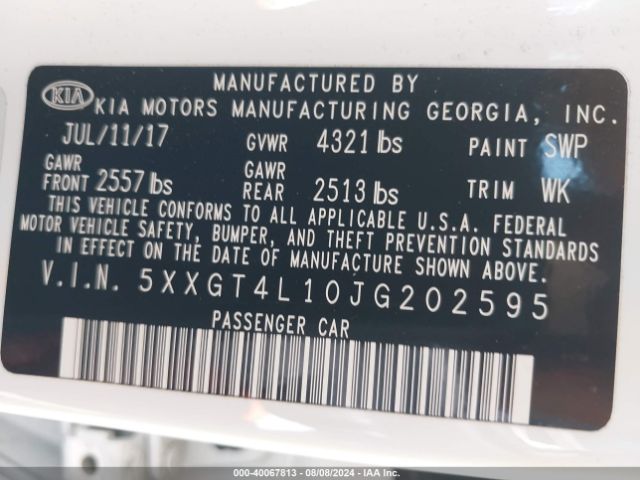 MANUFACTURED BY
KIA KIA MOTORS MANUFACTURING GEORGIA, INC.
JUL/11/17 GVWR 4321 lbs PAINT SWP
GAWR FRONT 2557 lbs GAWR REAR 2513 lbs TRIM WK
THIS VEHICLE CONFORMS TO ALL APPLICABLE U.S.A. FEDERAL
MOTOR VEHICLE SAFETY, BUMPER, AND THEFT PREVENTION STANDARDS
IN EFFECT ON THE DATE OF MANUFACTURE SHOWN ABOVE.
V.I.N. 5XXGT4L10JG202595
PASSENGER CAR
000-40067813 - 08/08/2024 - IAA Inc.